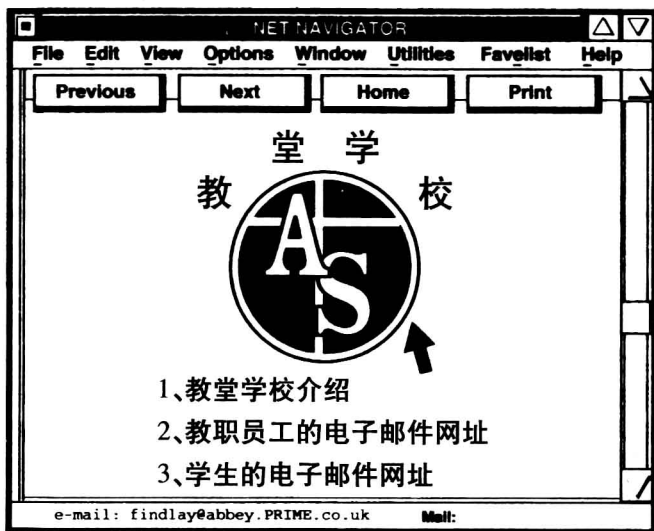 NET NAVIGATOR
File Edit View Options Window Utilities Favelist Help
Previous Next Home Print
教堂学校
AS
1、教堂学校介绍
2、教职员工的电子邮件网址
3、学生的电子邮件网址
e-mail: findlay@abbey.PRIME.co.uk Mail: